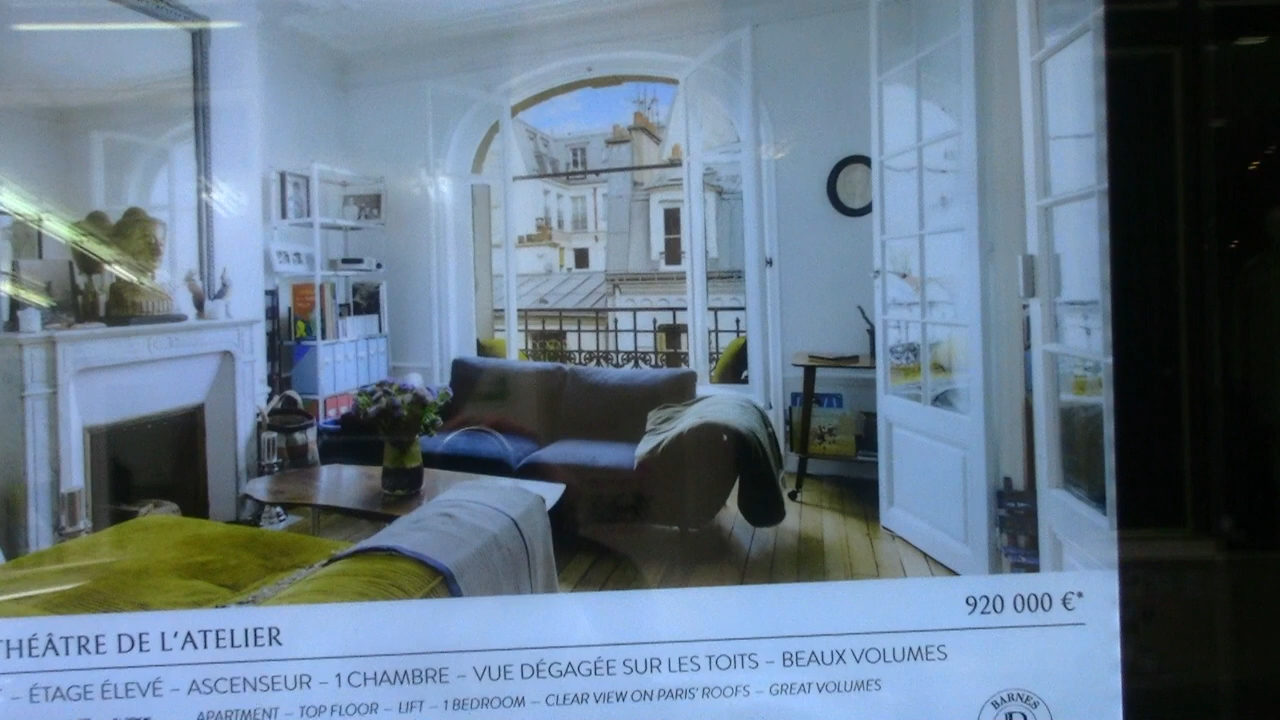 THÉÂTRE DE L'ATELIER
920 000 €*
– ÉTAGE ÉLEVÉ – ASCENSEUR – 1 CHAMBRE – VUE DÉGAGÉE SUR LES TOITS – BEAUX VOLUMES
APARTMENT – TOP FLOOR – LIFT – 1 BEDROOM – CLEAR VIEW ON PARIS' ROOFS – GREAT VOLUMES
BARNES